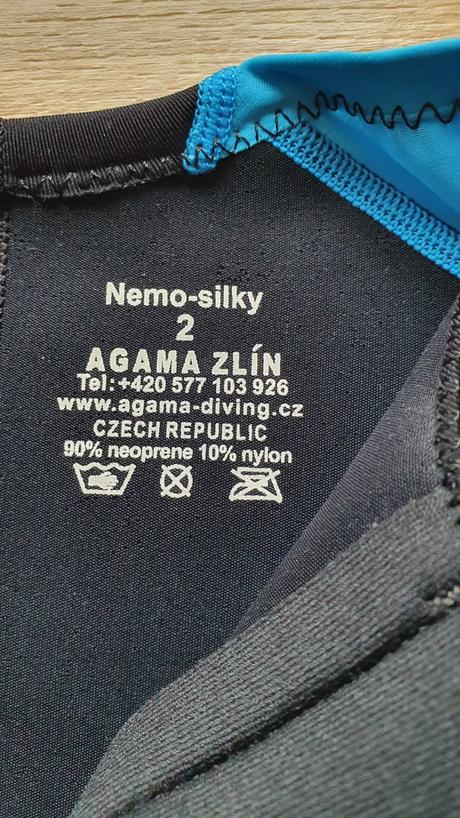 Nemo-silky
2
AGAMA ZLÍN
Tel:+420 577 103 926
www.agama-diving.cz
CZECH REPUBLIC
90% neoprene 10% nylon